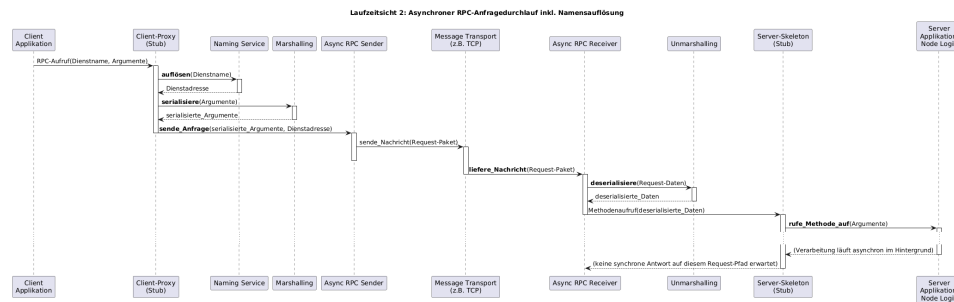 Laufzeitsicht 2: Asynchroner RPC-Anfragedurchlauf inkl. Namensauflösung
Client
Applikation
Client-Proxy
(Stub)
Naming Service
Marshalling
Async RPC Sender
Message Transport
(z.B. TCP)
Async RPC Receiver
Unmarshalling
Server-Skeleton
(Stub)
Server
Applikation
Node Logi
RPC-Aufruf(Dienstname, Argumente)
auflösen(Dienstname)
Dienstadresse
serialisiere(Argumente)
serialisierte_Argumente
sende_Anfrage(serialisierte_Argumente, Dienstadresse)
sende_Nachricht(Request-Paket)
liefere_Nachricht(Request-Paket)
deserialisiere(Request-Daten)
deserialisierte_Daten
Methodenaufruf(deserialisierte_Daten)
rufe_Methode_auf(Argumente)
(Verarbeitung läuft asynchron im Hintergrund)
(keine synchrone Antwort auf diesem Request-Pfad erwartet)
Client
Applikation
Client-Proxy
(Stub)
Naming Service
Marshalling
Async RPC Sender
Message Transport
(z.B. TCP)
Async RPC Receiver
Unmarshalling
Server-Skeleton
(Stub)
Server
Applikation
Node Logi